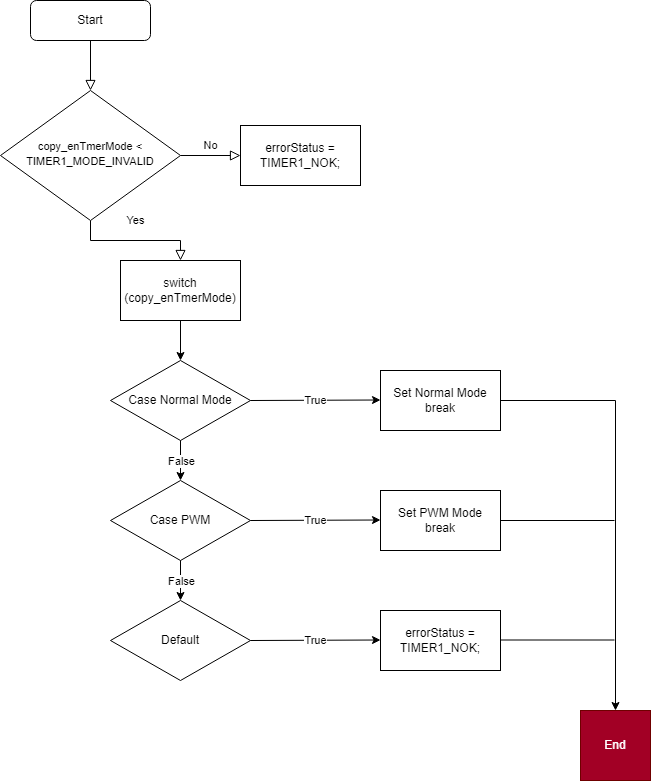 Start
copy_enTmerMode <
TIMER1_MODE_INVALID
No
errorStatus =
TIMER1_NOK;
Yes
switch
(copy_enTmerMode)
Case Normal Mode
True
Set Normal Mode
break
False
Case PWM
True
Set PWM Mode
break
False
Default
True
errorStatus =
TIMER1_NOK;
End